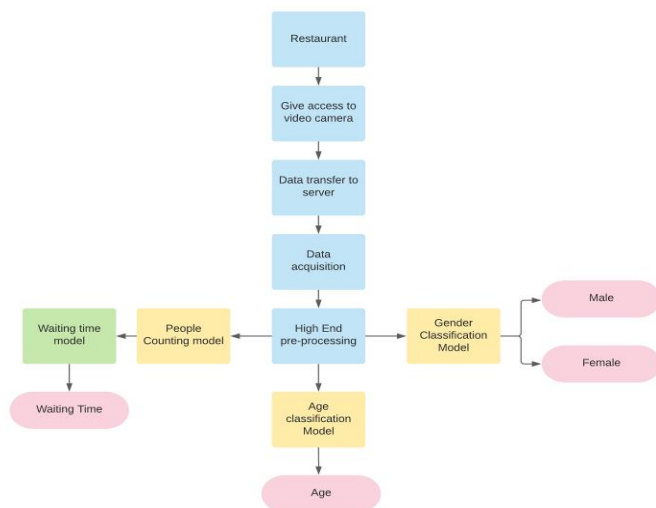 Restaurant
Give access to
video camera
Data transfer to
server
Data
acquisition
High End
pre-processing
People
Counting model
Waiting time
model
Waiting Time
Gender
Classification
Model
Male
Female
Age
classification
Model
Age